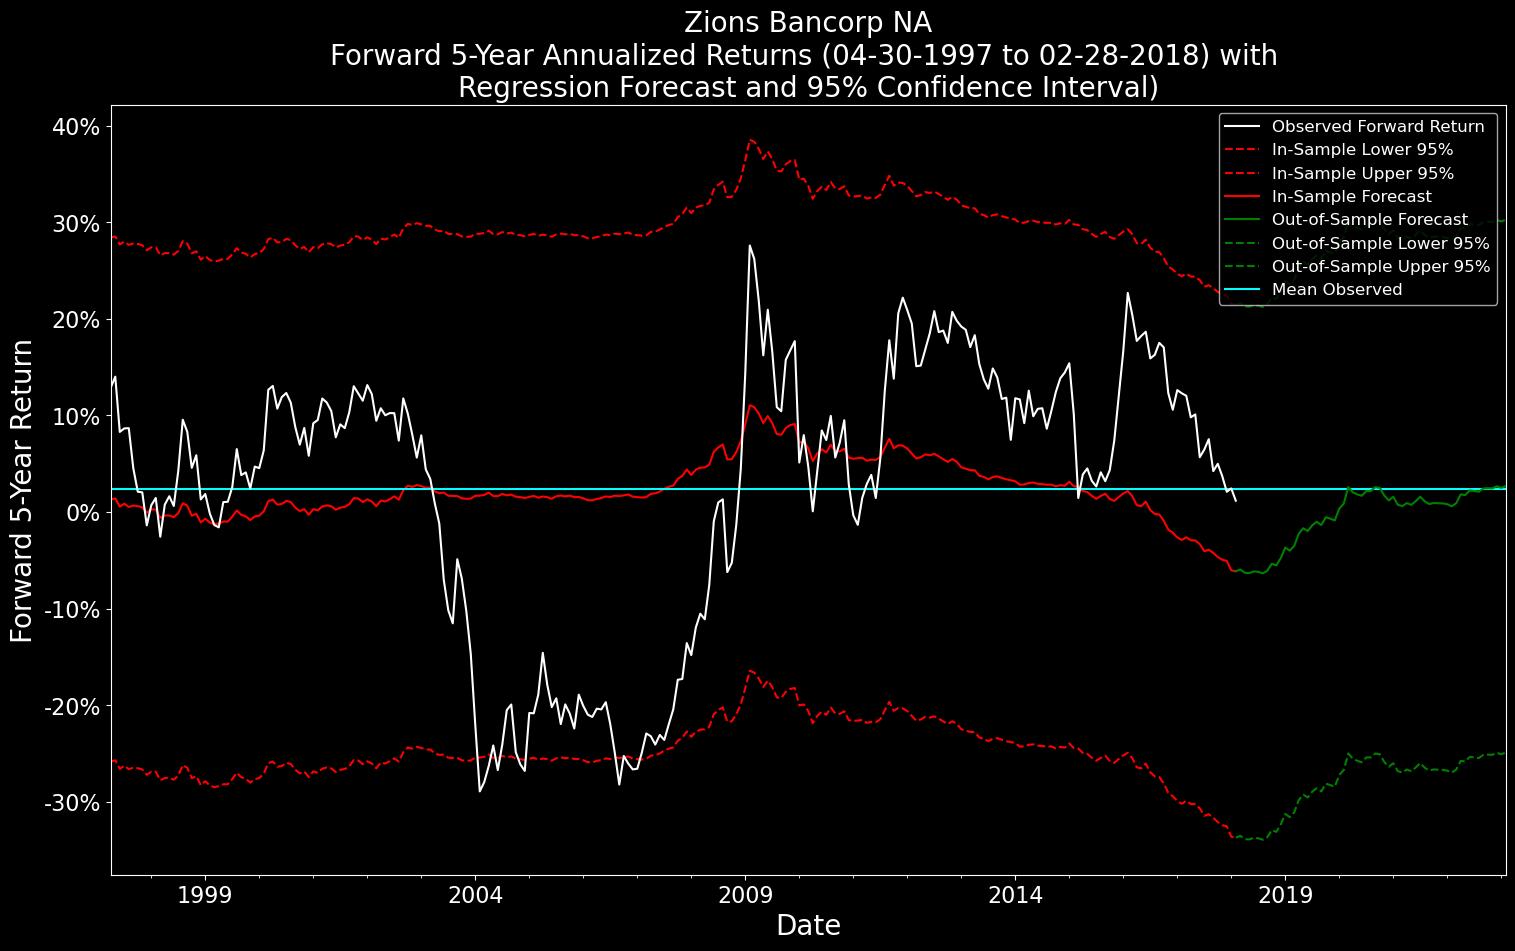 Zions Bancorp NA
Forward 5-Year Annualized Returns (04-30-1997 to 02-28-2018) with
Regression Forecast and 95% Confidence Interval)
Forward 5-Year Return
40%
30%
20%
10%
0%
-10%
-20%
-30%
Observed Forward Return
In-Sample Lower 95%
In-Sample Upper 95%
In-Sample Forecast
Out-of-Sample Forecast
Out-of-Sample Lower 95%
Out-of-Sample Upper 95%
Mean Observed
1999
2004
2009
2014
2019
Date